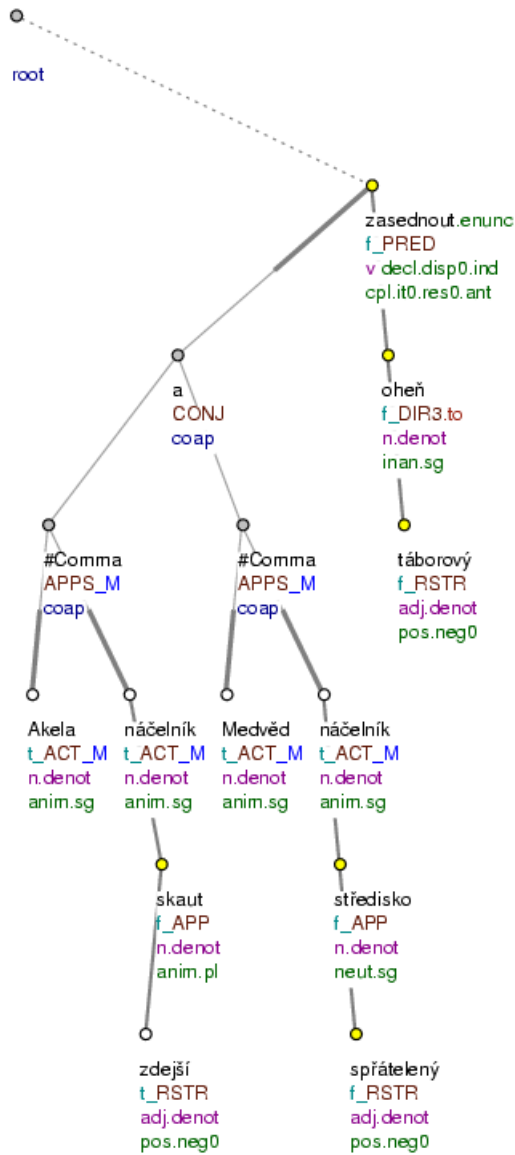 root
zasednout.enunc
f_PRED
v decl.disp0.ind
cpl.it0.res0.ant
a
CONJ
coap
oheň
f_DIR3.to
n.denot
inan.sg
#Comma
APPS_M
coap
#Comma
APPS_M
coap
táborový
f_RSTR
adj.denot
pos.neg0
Akela
t_ACT_M
n.denot
anim.sg
náčelník
t_ACT_M
n.denot
anim.sg
Medvěd
t_ACT_M
n.denot
anim.sg
náčelník
t_ACT_M
n.denot
anim.sg
skaut
f_APP
n.denot
anim.pl
středisko
f_APP
n.denot
neut.sg
zdejší
t_RSTR
adj.denot
pos.neg0
spřátelený
f_RSTR
adj.denot
pos.neg0